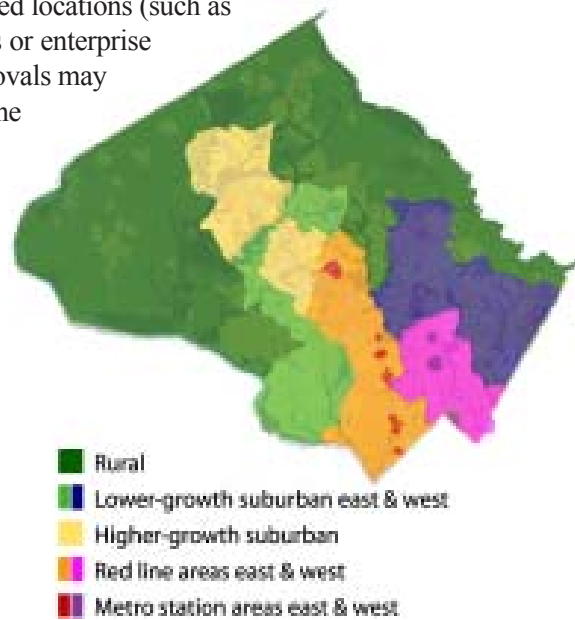 ed locations (such as
s or enterprise
ovals may
ne
Rural
Lower-growth suburban east & west
Higher-growth suburban
Red line areas east & west
Metro station areas east & west